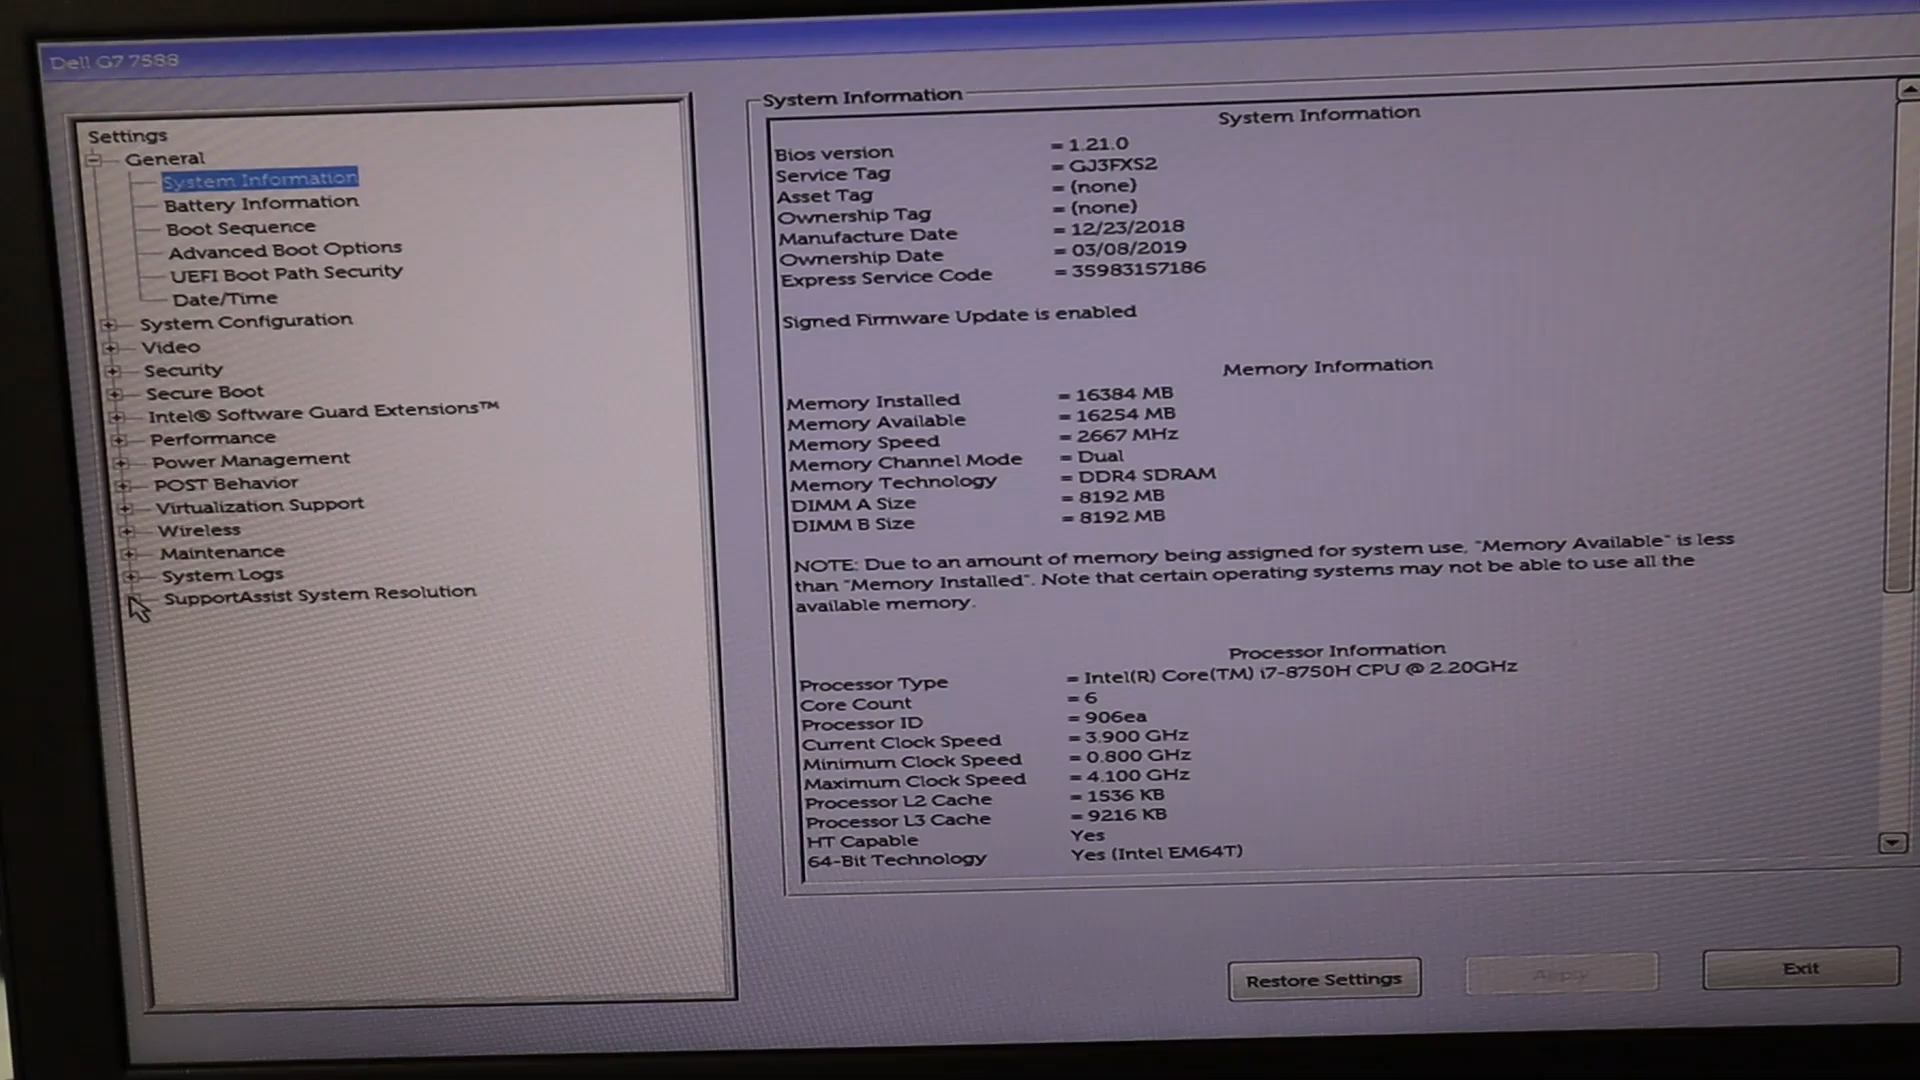 Dell G7 7588
Settings
General
System Information
Battery Information
Boot Sequence
Advanced Boot Options
UEFI Boot Path Security
Date/Time
System Configuration
Video
Security
Secure Boot
Intel® Software Guard Extensions™
Performance
Power Management
POST Behavior
Virtualization Support
Wireless
Maintenance
System Logs
SupportAssist System Resolution
System Information
System Information
Bios version = 1.21.0
Service Tag = GJ3FXS2
Asset Tag = (none)
Ownership Tag = (none)
Manufacture Date = 12/23/2018
Ownership Date = 03/08/2019
Express Service Code = 35983157186
Signed Firmware Update is enabled
Memory Information
Memory Installed = 16384 MB
Memory Available = 16254 MB
Memory Speed = 2667 MHz
Memory Channel Mode = Dual
Memory Technology = DDR4 SDRAM
DIMM A Size = 8192 MB
DIMM B Size = 8192 MB
NOTE: Due to an amount of memory being assigned for system use, "Memory Available" is less
than "Memory Installed". Note that certain operating systems may not be able to use all the
available memory.
Processor Information
Processor Type = Intel(R) Core(TM) i7-8750H CPU @ 2.20GHz
Core Count = 6
Processor ID = 906ea
Current Clock Speed = 3.900 GHz
Minimum Clock Speed = 0.800 GHz
Maximum Clock Speed = 4.100 GHz
Processor L2 Cache = 1536 KB
Processor L3 Cache = 9216 KB
HT Capable Yes
64-Bit Technology Yes (Intel EM64T)
Restore Settings
Apply
Exit